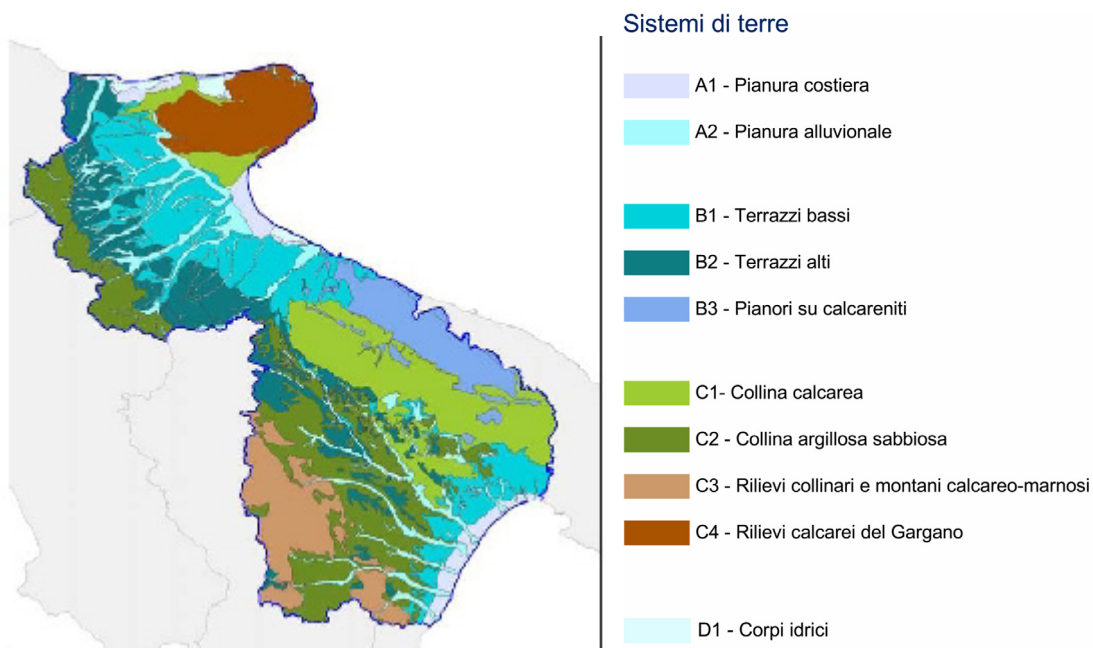 Sistemi di terre
A1 - Pianura costiera
A2 - Pianura alluvionale
B1 - Terrazzi bassi
B2 - Terrazzi alti
B3 - Pianori su calcareniti
C1- Collina calcarea
C2 - Collina argillosa sabbiosa
C3 - Rilievi collinari e montani calcareo-marnosi
C4 - Rilievi calcarei del Gargano
D1 - Corpi idrici